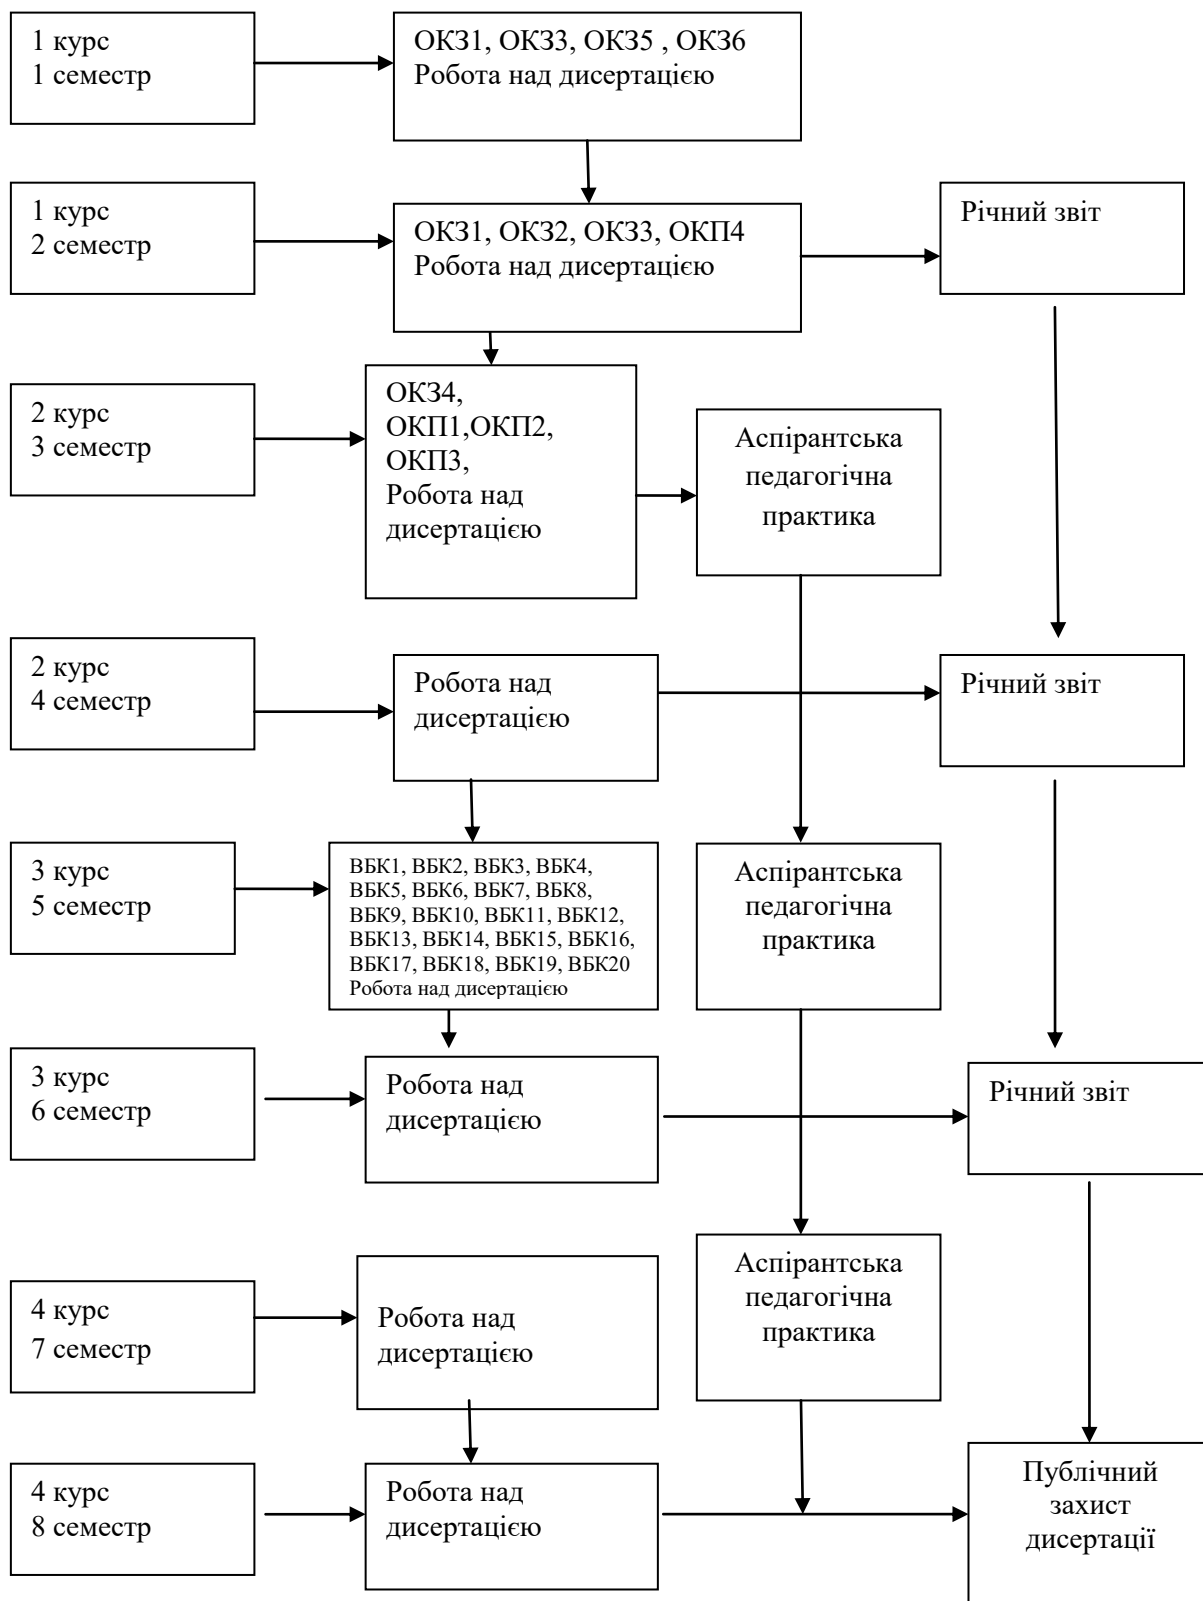 1 курс
1 семестр
ОКЗ1, ОКЗ3, ОКЗ5 , ОКЗ6
Робота над дисертацією
1 курс
2 семестр
ОКЗ1, ОКЗ2, ОКЗ3, ОКП4
Робота над дисертацією
Річний звіт
2 курс
3 семестр
ОКЗ4,
ОКП1,ОКП2,
ОКП3,
Робота над
дисертацією
Аспірантська
педагогічна
практика
2 курс
4 семестр
Робота над
дисертацією
Річний звіт
3 курс
5 семестр
ВБК1, ВБК2, ВБК3, ВБК4,
ВБК5, ВБК6, ВБК7, ВБК8,
ВБК9, ВБК10, ВБК11, ВБК12,
ВБК13, ВБК14, ВБК15, ВБК16,
ВБК17, ВБК18, ВБК19, ВБК20
Робота над дисертацією
Аспірантська
педагогічна
практика
3 курс
6 семестр
Робота над
дисертацією
Річний звіт
4 курс
7 семестр
Робота над
дисертацією
Аспірантська
педагогічна
практика
4 курс
8 семестр
Робота над
дисертацією
Публічний
захист
дисертації